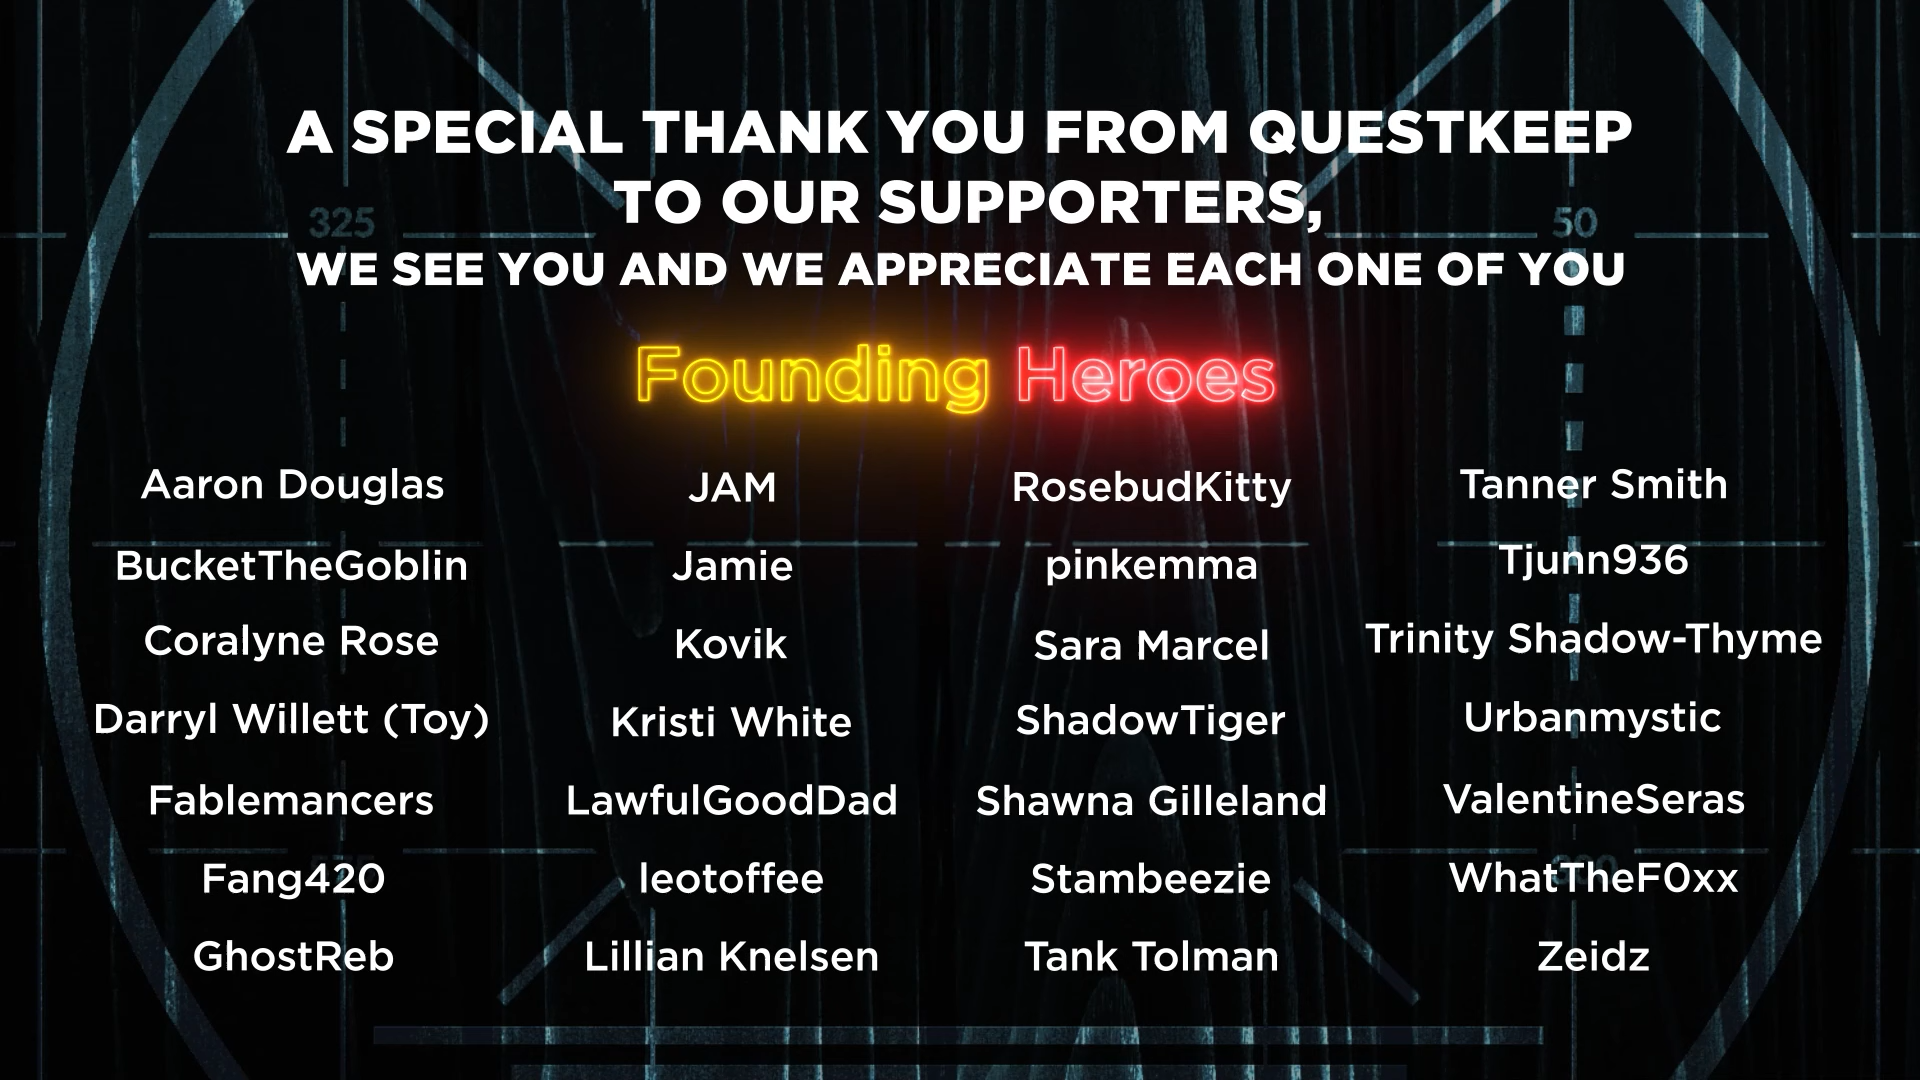 A SPECIAL THANK YOU FROM QUESTKEEP
TO OUR SUPPORTERS,
WE SEE YOU AND WE APPRECIATE EACH ONE OF YOU
325
50
Founding Heroes
Aaron Douglas
BucketTheGoblin
Coralyne Rose
Darryl Willett (Toy)
Fablemancers
Fang420
GhostReb
JAM
Jamie
Kovik
Kristi White
LawfulGoodDad
leotoffee
Lillian Knelsen
RosebudKitty
pinkemma
Sara Marcel
ShadowTiger
Shawna Gilleland
Stambeezie
Tank Tolman
Tanner Smith
Tjunn936
Trinity Shadow-Thyme
Urbanmystic
ValentineSeras
WhatTheF0xx
Zeidz